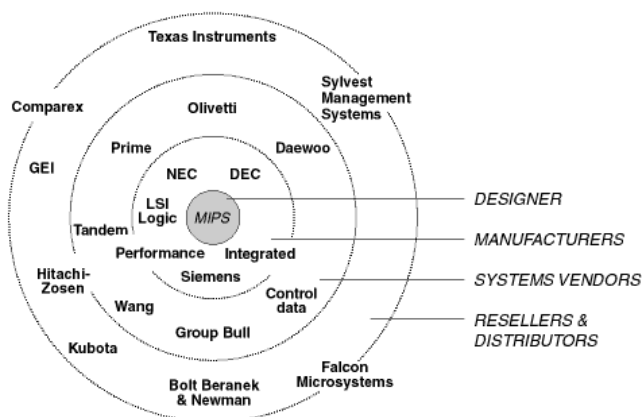 Texas Instruments
Sylvest
Management
Systems
Comparex
Olivetti
Prime
Daewoo
GEI
NEC
DEC
LSI
Logic
MIPS
DESIGNER
Tandem
MANUFACTURERS
Performance
Integrated
Hitachi-
Zosen
Siemens
SYSTEMS VENDORS
Wang
Control
data
Group Bull
RESELLERS &
DISTRIBUTORS
Kubota
Falcon
Microsystems
Bolt Beranek
& Newman